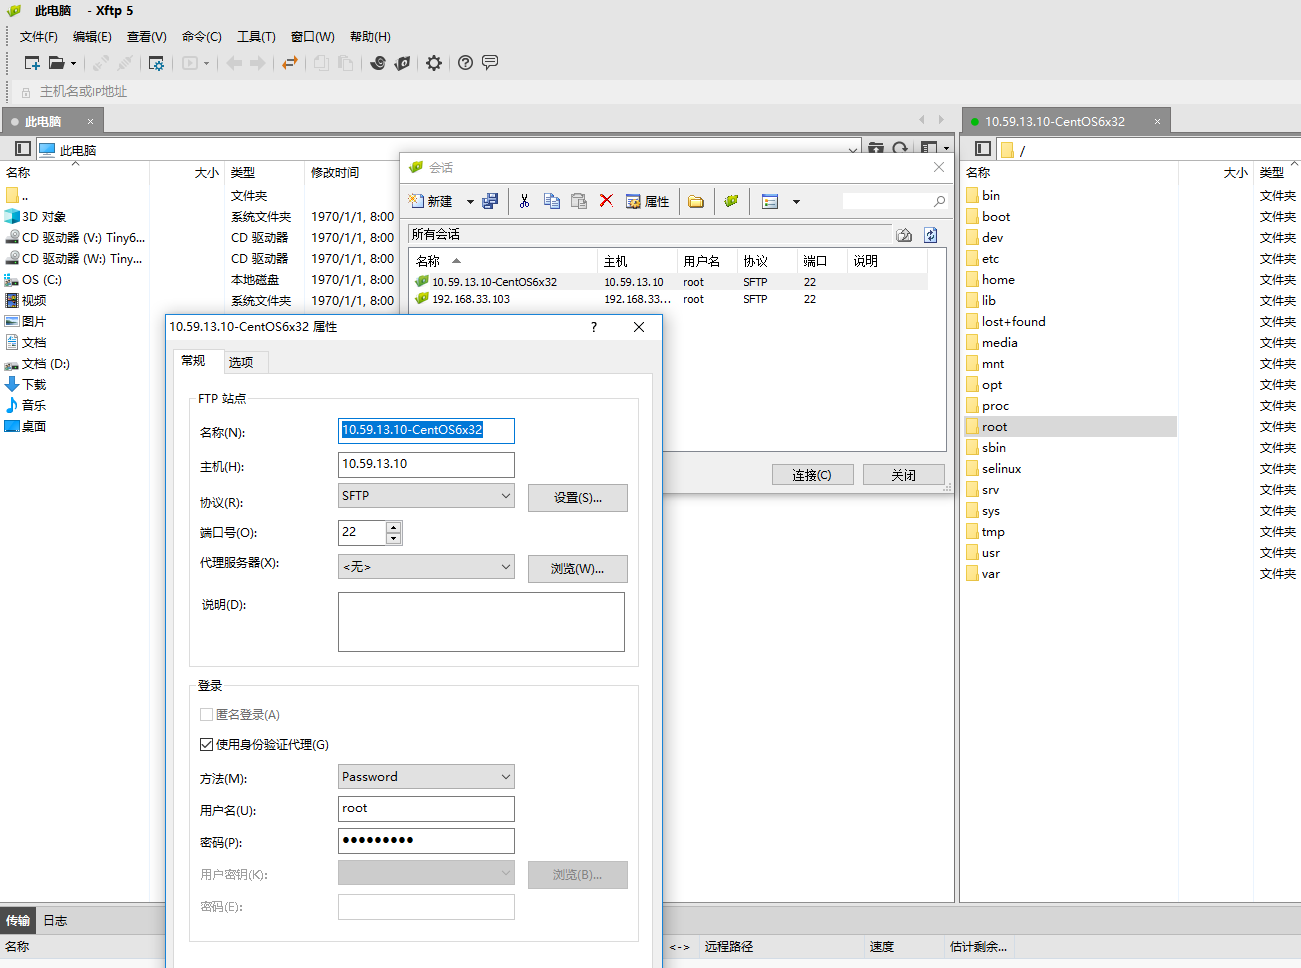 此电脑 - Xftp 5
文件(F) 编辑(E) 查看(V) 命令(C) 工具(T) 窗口(W) 帮助(H)
主机名或IP地址
此电脑 ×
此电脑
名称 大小 类型 修改时间
.. 文件夹
3D 对象 系统文件夹 1970/1/1, 8:00
CD 驱动器 (V:) Tiny6... CD 驱动器 1970/1/1, 8:00
CD 驱动器 (W:) Tiny... CD 驱动器 1970/1/1, 8:00
OS (C:) 本地磁盘 1970/1/1, 8:00
视频 系统文件夹 1970/1/1, 8:00
图片
文档
文档 (D:)
下载
音乐
桌面
会话
新建 属性
所有会话
名称 主机 用户名 协议 端口 说明
10.59.13.10-CentOS6x32 10.59.13.10 root SFTP 22
192.168.33.103 192.168.33... root SFTP 22
连接(C) 关闭
10.59.13.10-CentOS6x32 属性 ?
常规 选项
FTP 站点
名称(N): 10.59.13.10-CentOS6x32
主机(H): 10.59.13.10
协议(R): SFTP 设置(S)...
端口号(O): 22
代理服务器(X): <无> 浏览(W)...
说明(D):
登录
匿名登录(A)
使用身份验证代理(G)
方法(M): Password
用户名(U): root
密码(P): ●●●●●●●●●
用户密钥(K): 浏览(B)...
密码(E):
10.59.13.10-CentOS6x32 ×
/
名称 大小 类型
bin 文件夹
boot 文件夹
dev 文件夹
etc 文件夹
home 文件夹
lib 文件夹
lost+found 文件夹
media 文件夹
mnt 文件夹
opt 文件夹
proc 文件夹
root 文件夹
sbin 文件夹
selinux 文件夹
srv 文件夹
sys 文件夹
tmp 文件夹
usr 文件夹
var 文件夹
传输 日志
名称 <-> 远程路径 速度 估计剩余...